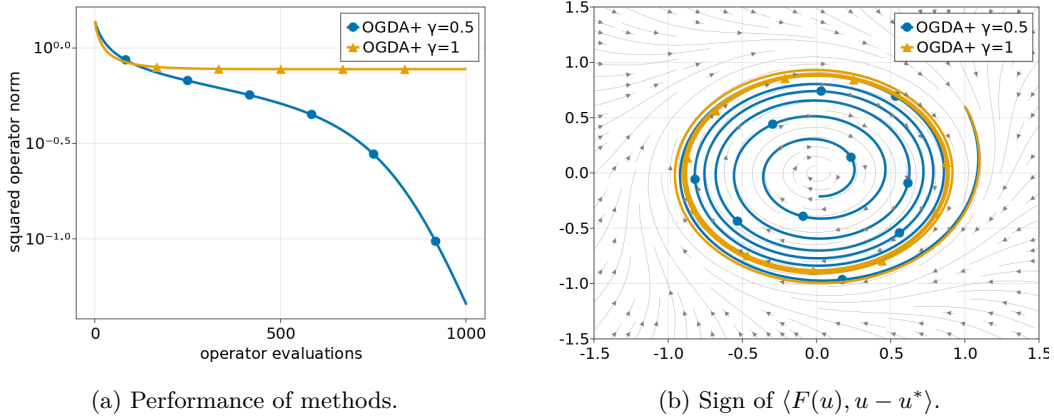 OGDA+ γ=0.5
OGDA+ γ=1
10^0.0
10^−0.5
10^−1.0
squared operator norm
0
500
1000
operator evaluations
(a) Performance of methods.
OGDA+ γ=0.5
OGDA+ γ=1
1.5
1.0
0.5
0.0
-0.5
-1.0
-1.5
-1.5
-1.0
-0.5
0.0
0.5
1.0
1.5
(b) Sign of ⟨F(u), u − u*⟩.